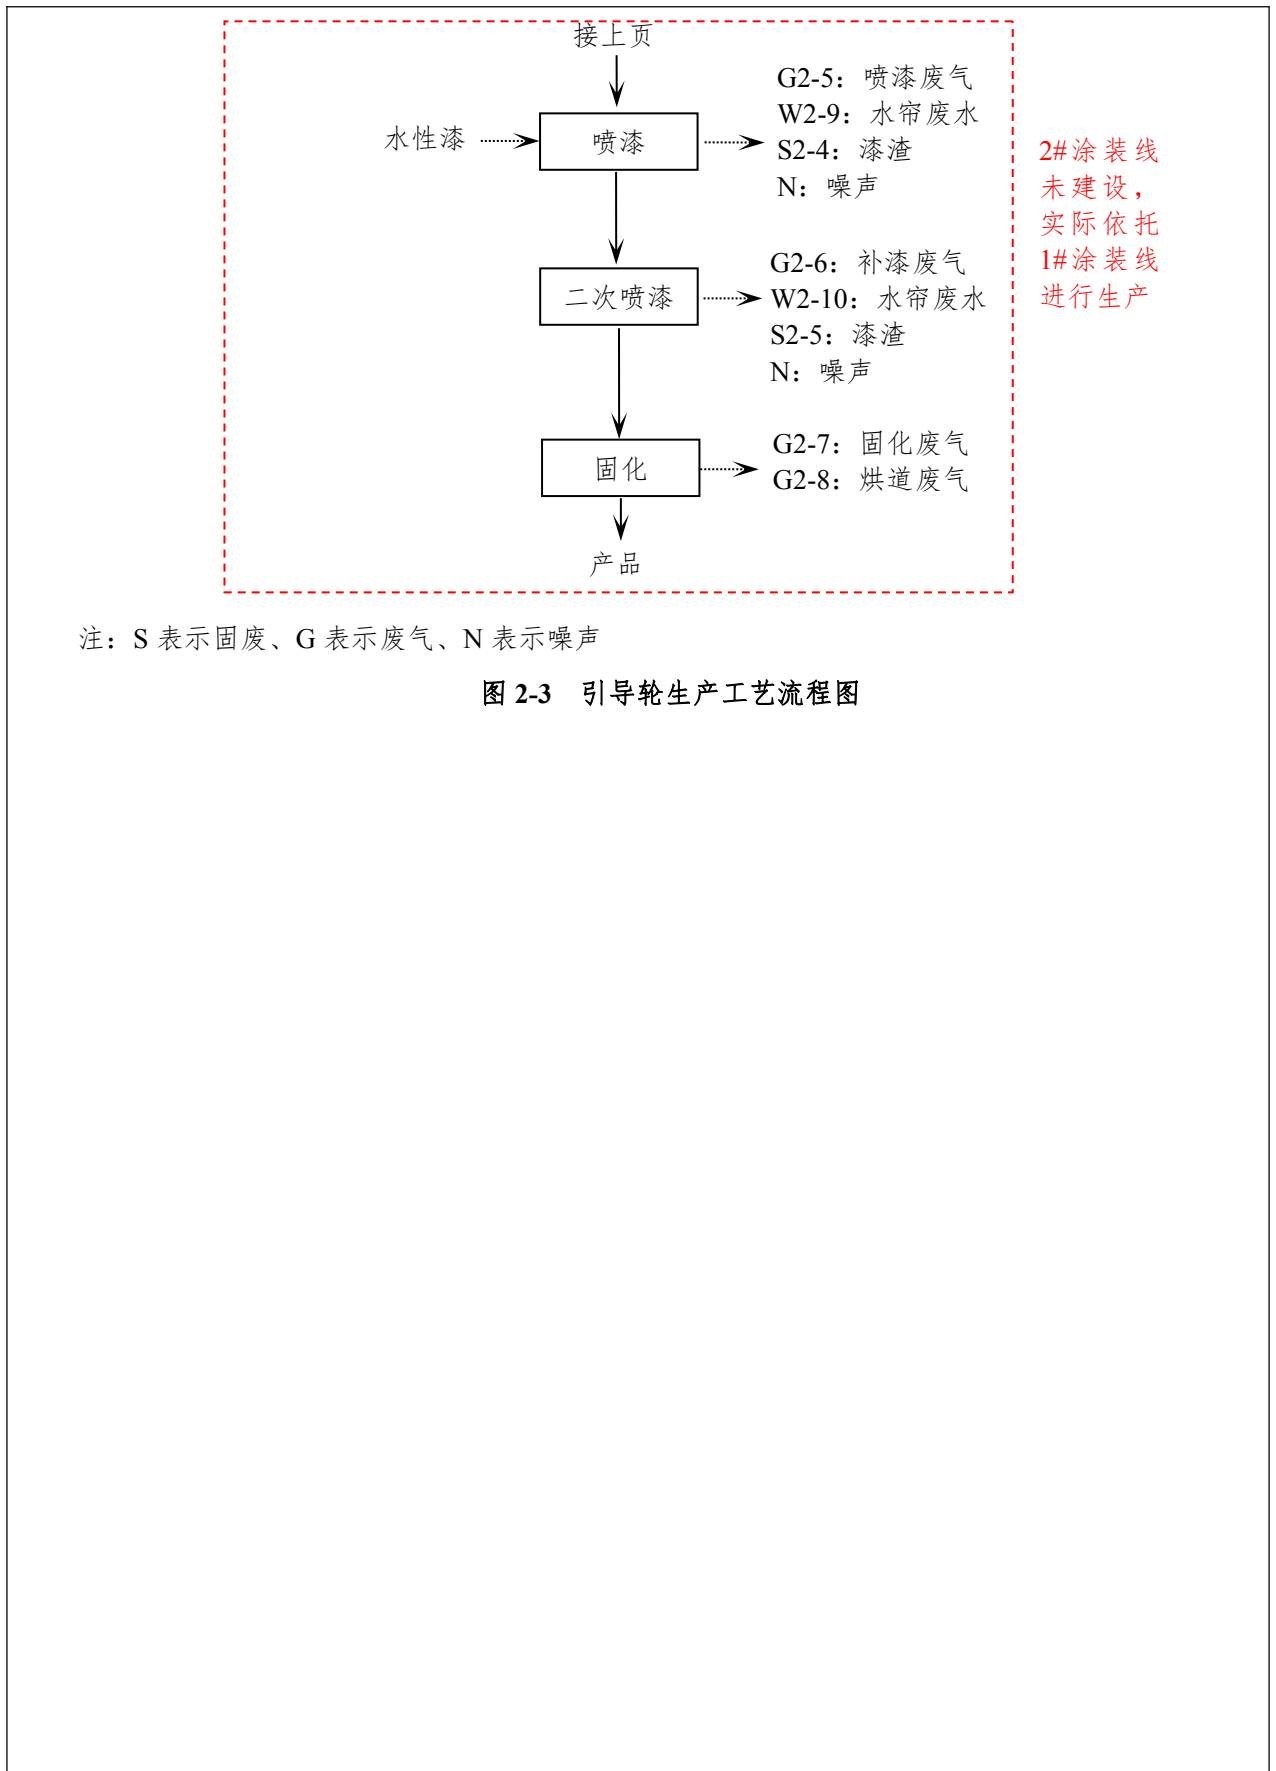 接上页
水性漆
喷漆
G2-5：喷漆废气
W2-9：水帘废水
S2-4：漆渣
N：噪声
二次喷漆
G2-6：补漆废气
W2-10：水帘废水
S2-5：漆渣
N：噪声
固化
G2-7：固化废气
G2-8：烘道废气
产品
2#涂装线
未建设，
实际依托
1#涂装线
进行生产
注：S 表示固废、G 表示废气、N 表示噪声
图 2-3 引导轮生产工艺流程图